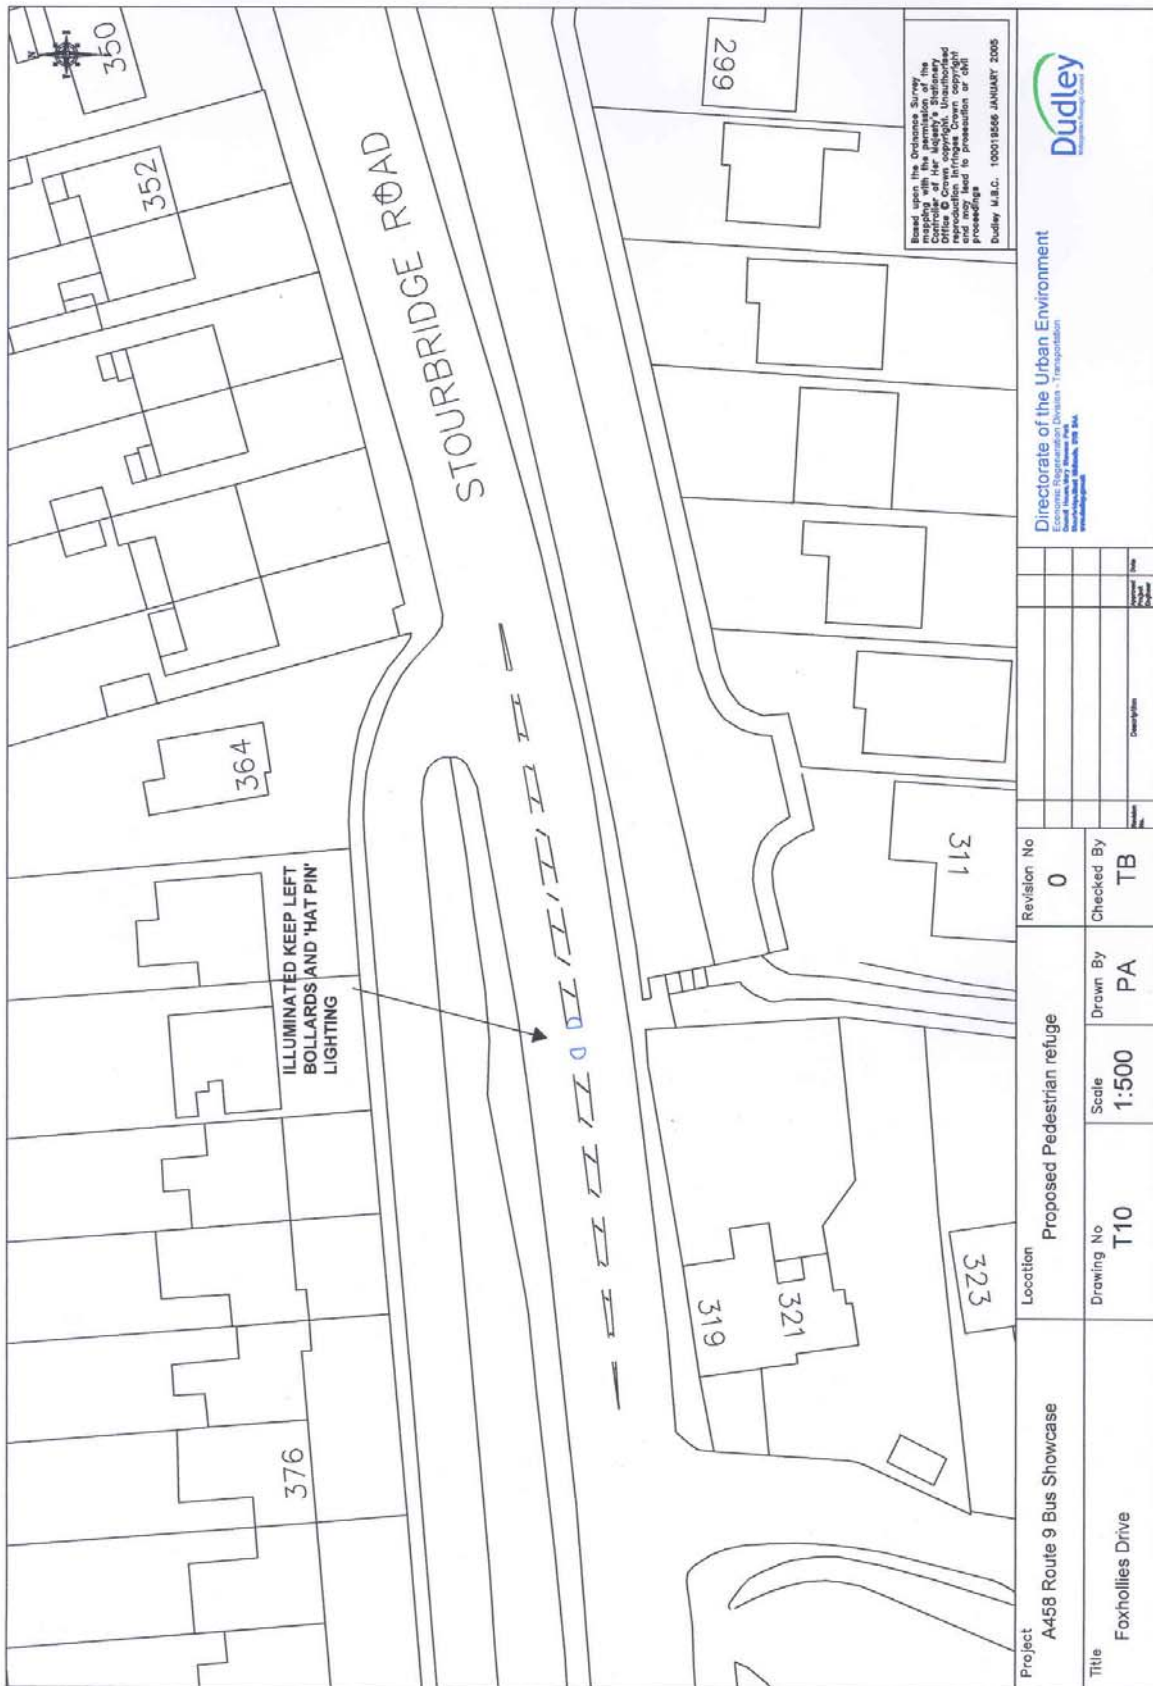 350
352
STOURBRIDGE ROAD
299
364
ILLUMINATED KEEP LEFT
BOLLARDS AND 'HAT PIN'
LIGHTING
376
311
319
321
323
Based upon the Ordnance Survey
mapping with the permission of the
Controller of Her Majesty's Stationary
Office © Crown copyright. Unauthorised
reproduction infringes Crown copyright
and may lead to prosecution or civil
proceedings
Dudley M.B.C. 100019566 JANUARY 2005
Project
A458 Route 9 Bus Showcase
Location
Proposed Pedestrian refuge
Revision No
0
Title
Foxhollies Drive
Drawing No
T10
Scale
1:500
Drawn By
PA
Checked By
TB
Description
Date
Directorate of the Urban Environment
Economic Regeneration Division - Transportation
Dudley